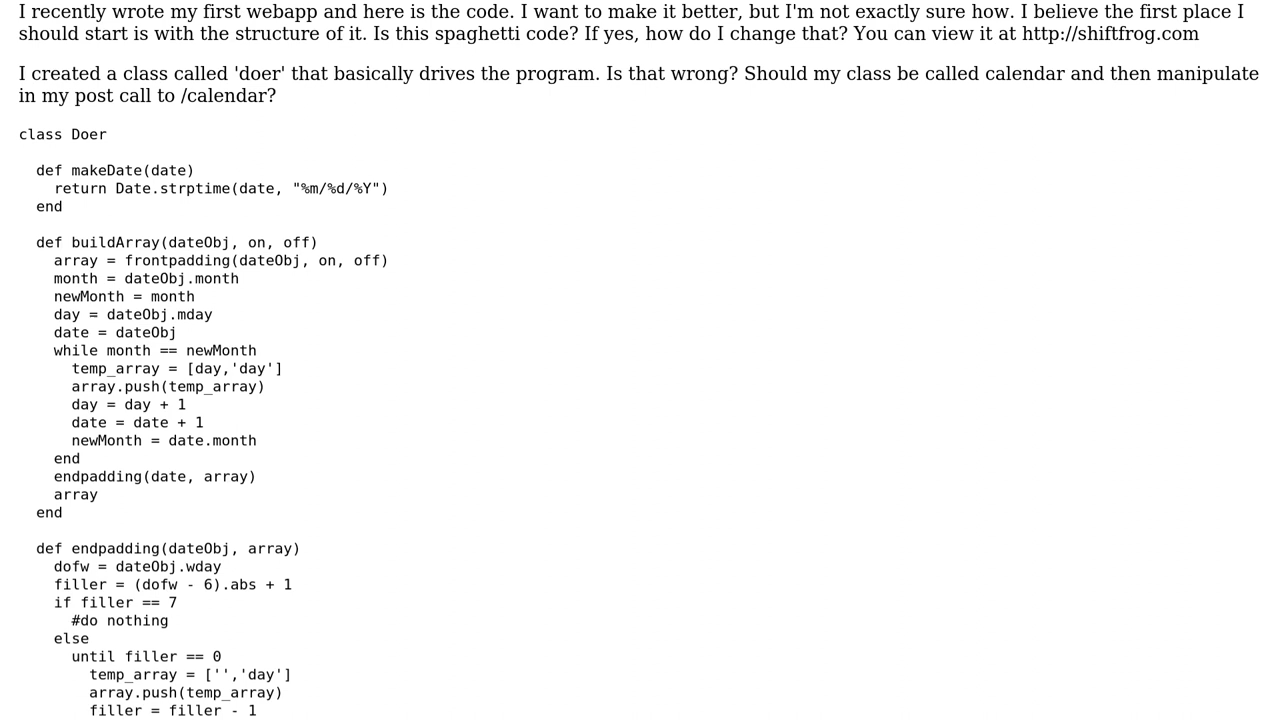 I recently wrote my first webapp and here is the code. I want to make it better, but I'm not exactly sure how. I believe the first place I
should start is with the structure of it. Is this spaghetti code? If yes, how do I change that? You can view it at http://shiftfrog.com
I created a class called 'doer' that basically drives the program. Is that wrong? Should my class be called calendar and then manipulate
in my post call to /calendar?
class Doer
  def makeDate(date)
    return Date.strptime(date, "%m/%d/%Y")
  end
  def buildArray(dateObj, on, off)
    array = frontpadding(dateObj, on, off)
    month = dateObj.month
    newMonth = month
    day = dateObj.mday
    date = dateObj
    while month == newMonth
      temp_array = [day,'day']
      array.push(temp_array)
      day = day + 1
      date = date + 1
      newMonth = date.month
    end
    endpadding(date, array)
    array
  end
  def endpadding(dateObj, array)
    dofw = dateObj.wday
    filler = (dofw - 6).abs + 1
    if filler == 7
      #do nothing
    else
      until filler == 0
        temp_array = ['','day']
        array.push(temp_array)
        filler = filler - 1